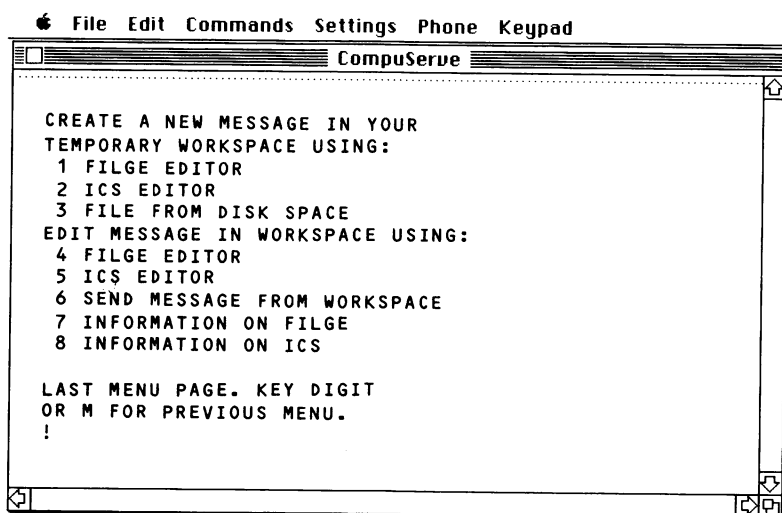 File Edit Commands Settings Phone Keypad
CompuServe
CREATE A NEW MESSAGE IN YOUR
TEMPORARY WORKSPACE USING:
1 FILGE EDITOR
2 ICS EDITOR
3 FILE FROM DISK SPACE
EDIT MESSAGE IN WORKSPACE USING:
4 FILGE EDITOR
5 ICS EDITOR
6 SEND MESSAGE FROM WORKSPACE
7 INFORMATION ON FILGE
8 INFORMATION ON ICS
LAST MENU PAGE. KEY DIGIT
OR M FOR PREVIOUS MENU.
!